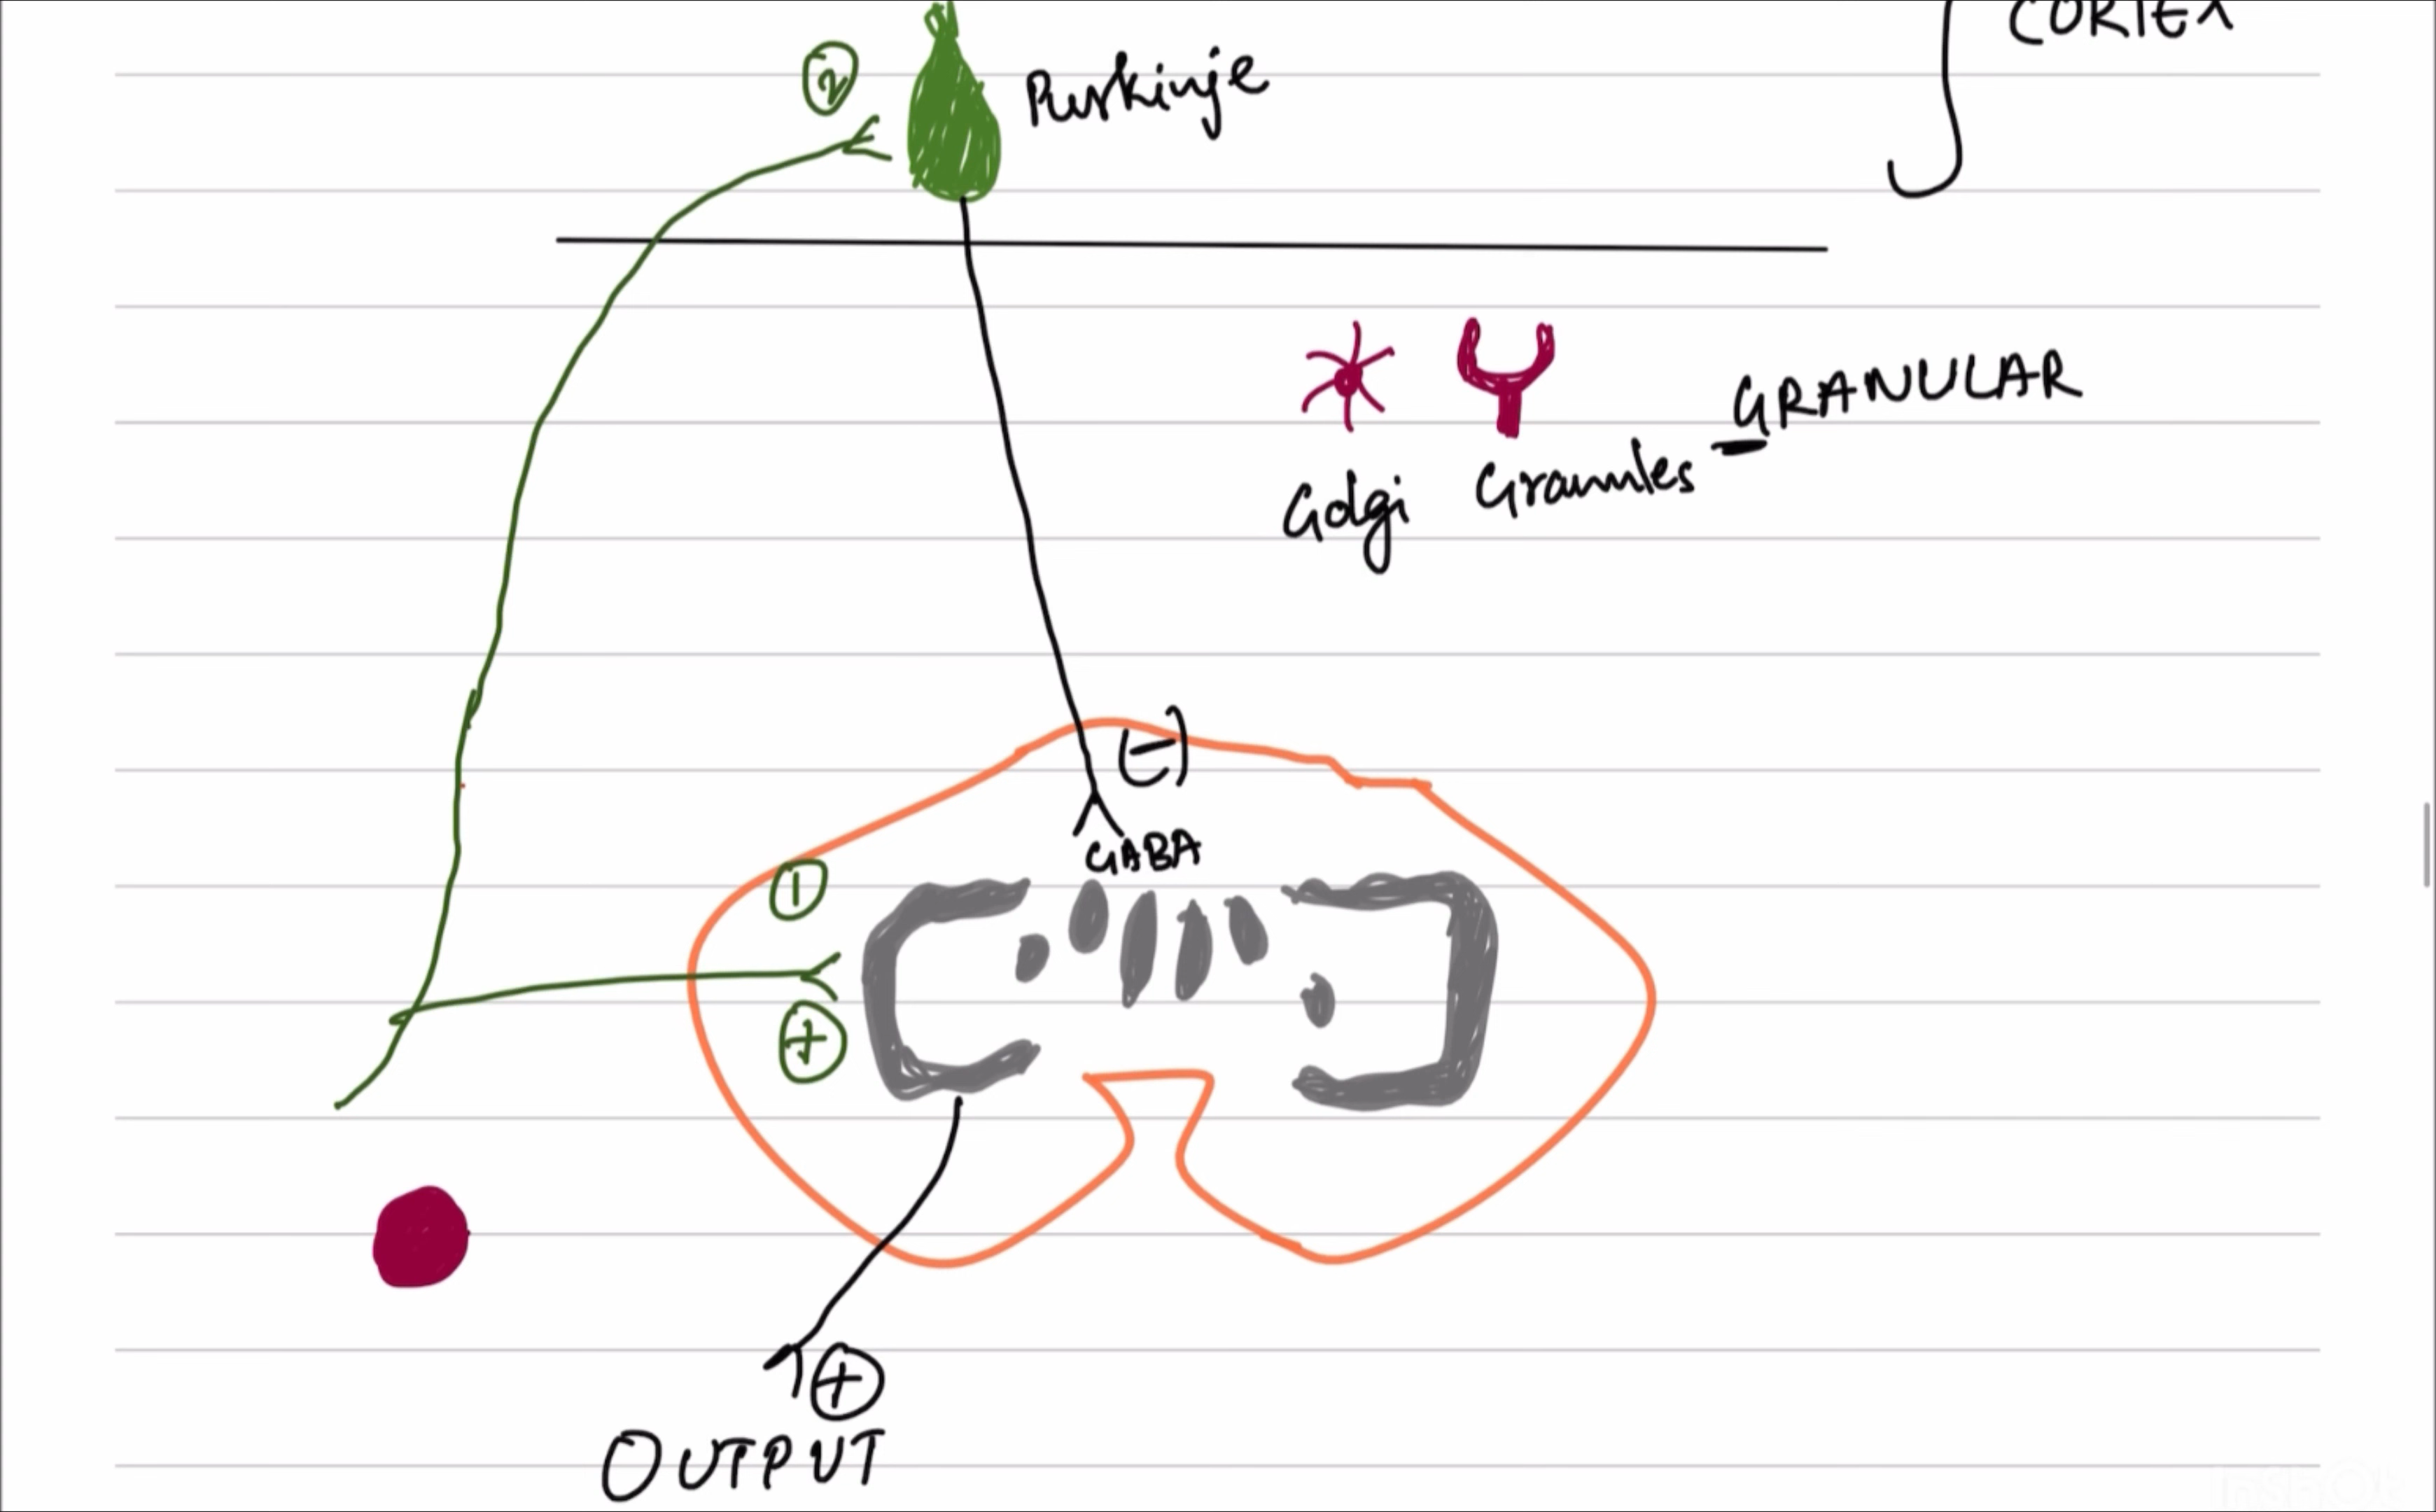 CORTEX
2
Purkinje
GRANULAR
Golgi Granules
(-)
GABA
1
+
+
OUTPUT